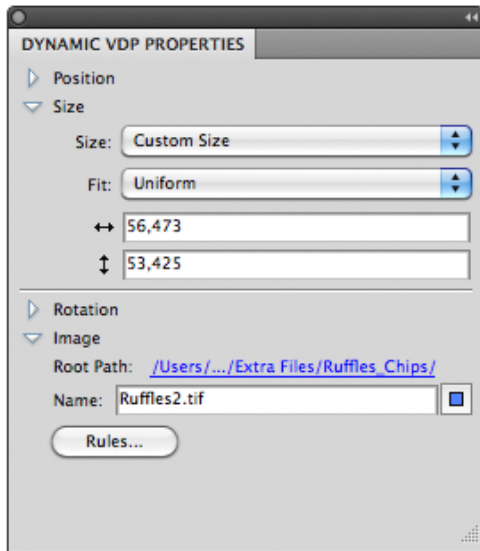 DYNAMIC VDP PROPERTIES
Position
Size
Size: Custom Size
Fit: Uniform
56,473
53,425
Rotation
Image
Root Path: /Users/.../Extra Files/Ruffles_Chips/
Name: Ruffles2.tif
Rules...